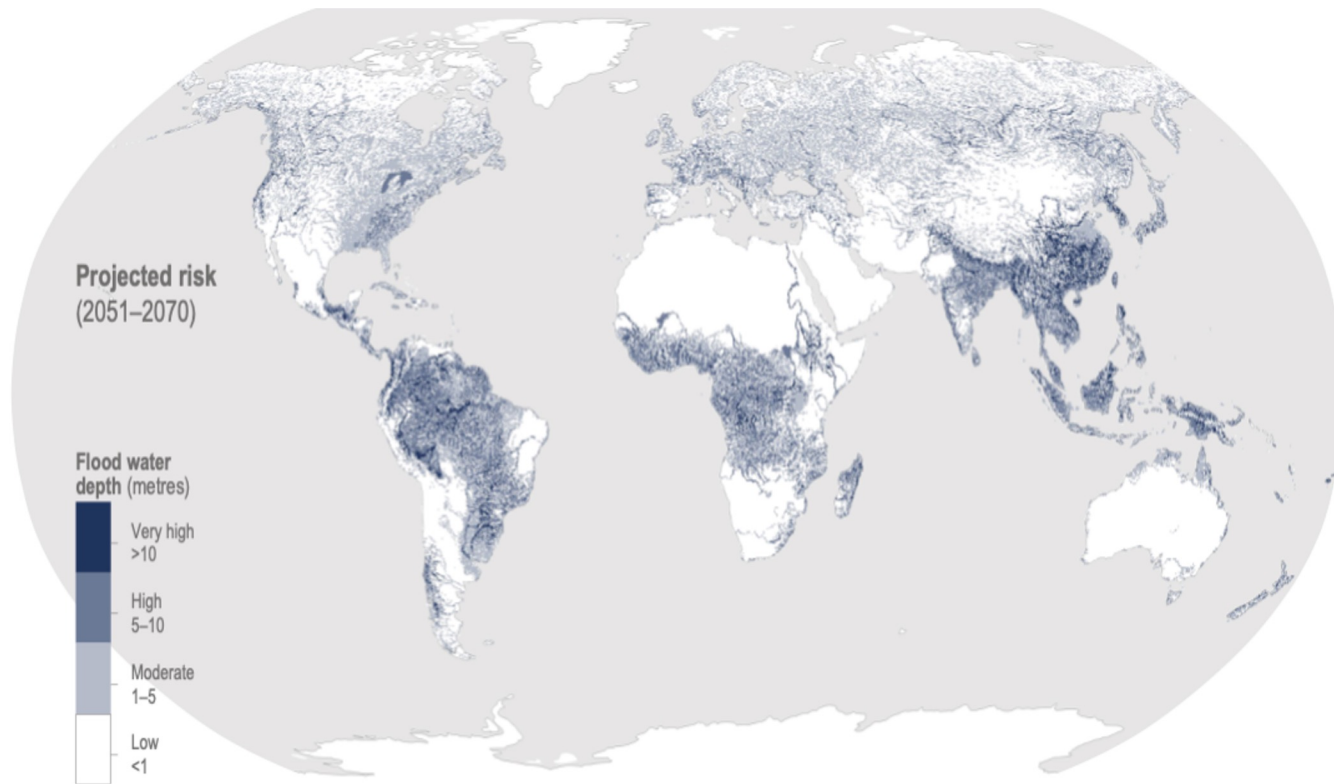 Projected risk
(2051–2070)
Flood water
depth (metres)
Very high
>10
High
5–10
Moderate
1–5
Low
<1